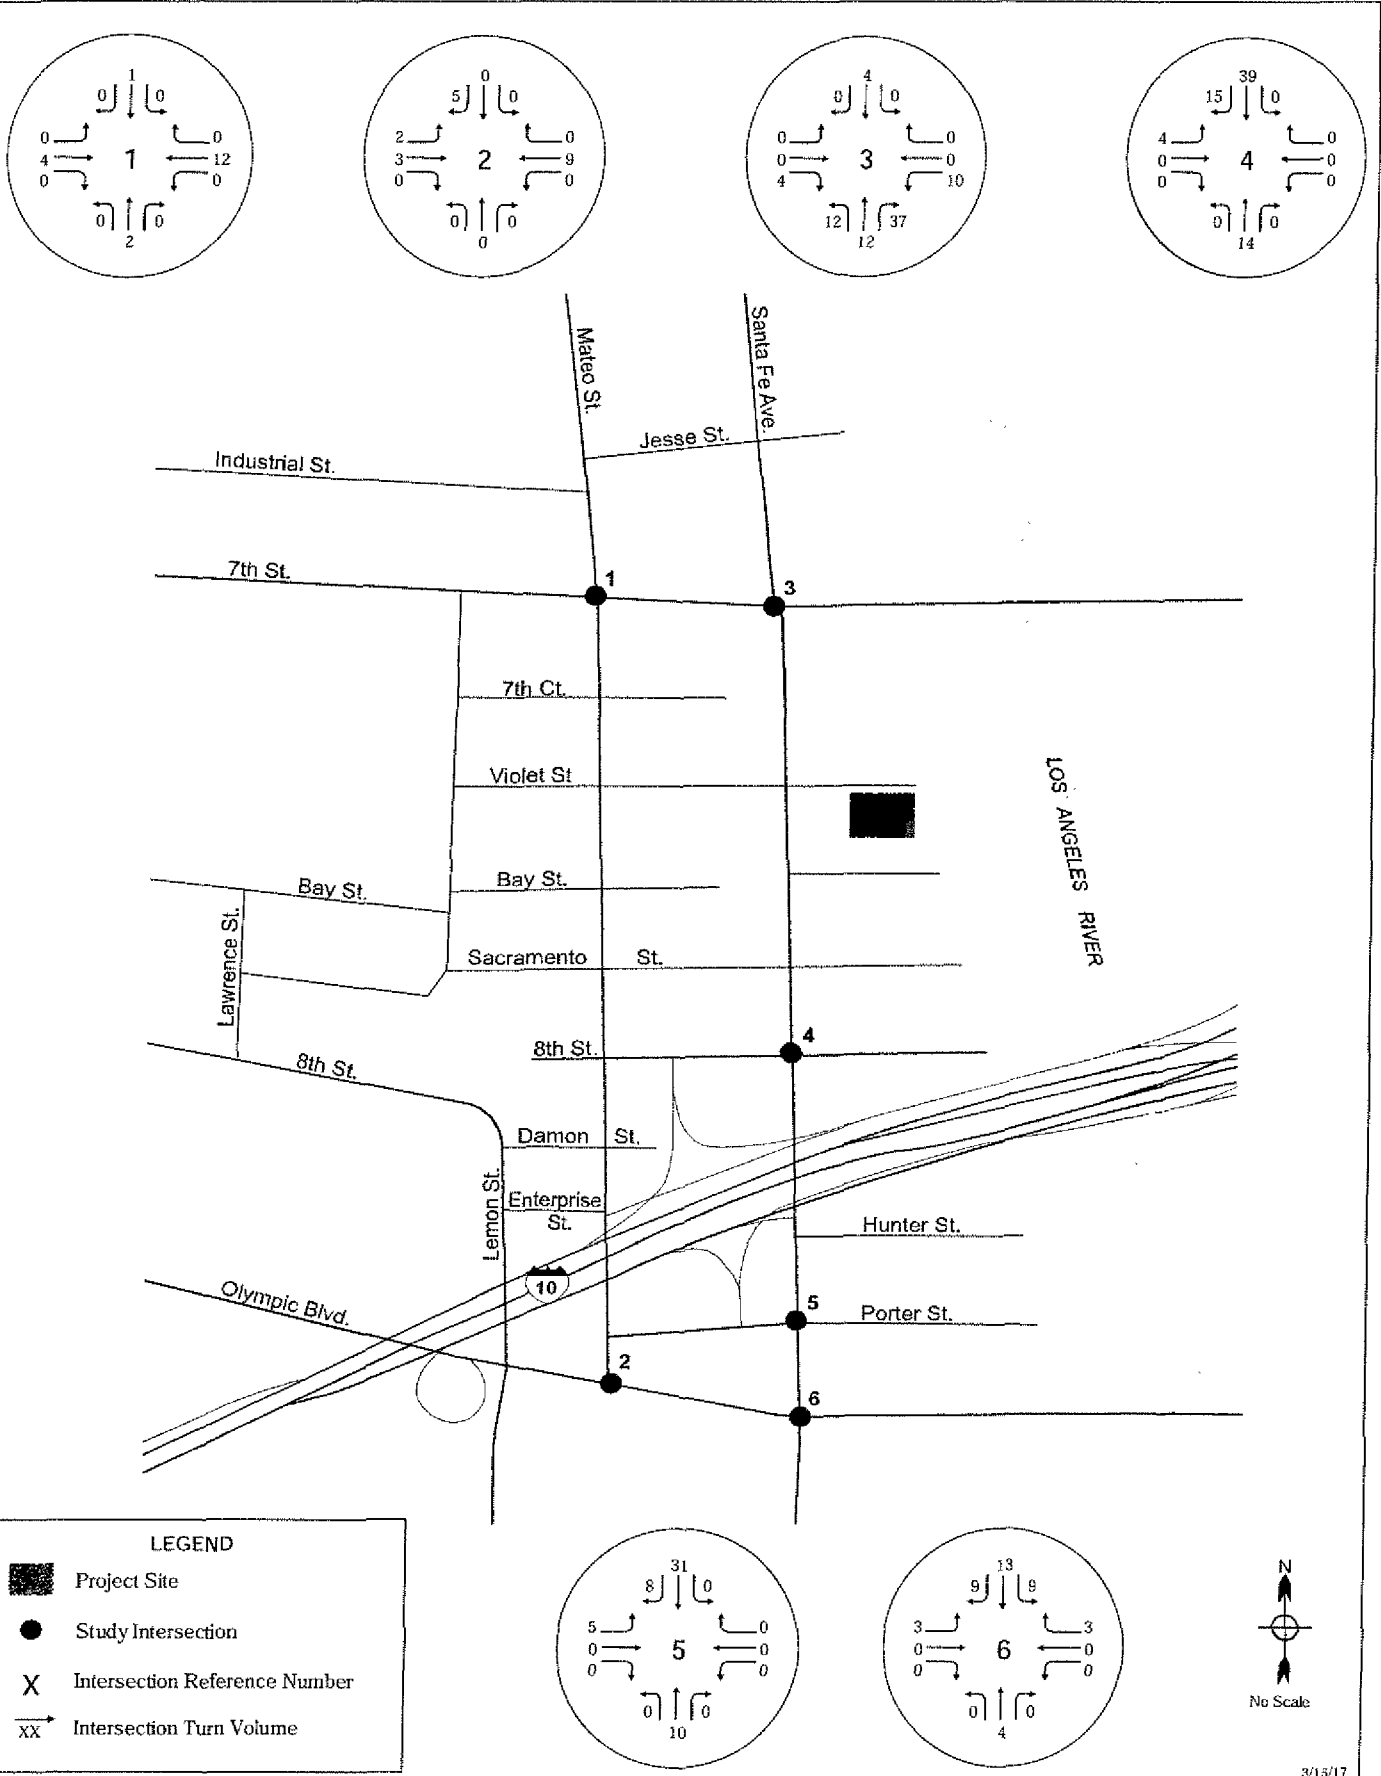 1
0 0
0 0
4 1 12
0 0
0 0
2
0
5 0
2 0
3 2 9
0 0
0 0
0
4
0 0
0 0
0 3 0
4 10
12 37
12
39
15 0
4 0
0 4 0
0 0
0 0
14
Mateo St.
Santa Fe Ave.
Jesse St.
Industrial St.
7th St.
1
3
7th Ct.
Violet St
LOS ANGELES RIVER
Bay St.
Bay St.
Lawrence St.
Sacramento St.
4
8th St.
8th St.
Damon St.
Lemon St.
Enterprise
St.
Hunter St.
10
Olympic Blvd.
5
Porter St.
2
6
LEGEND
Project Site
Study Intersection
X Intersection Reference Number
XX Intersection Turn Volume
31
8 0
5 0
0 5 0
0 0
0 0
10
13
9 9
3 3
0 6 0
0 0
0 0
4
N
No Scale
3/15/17